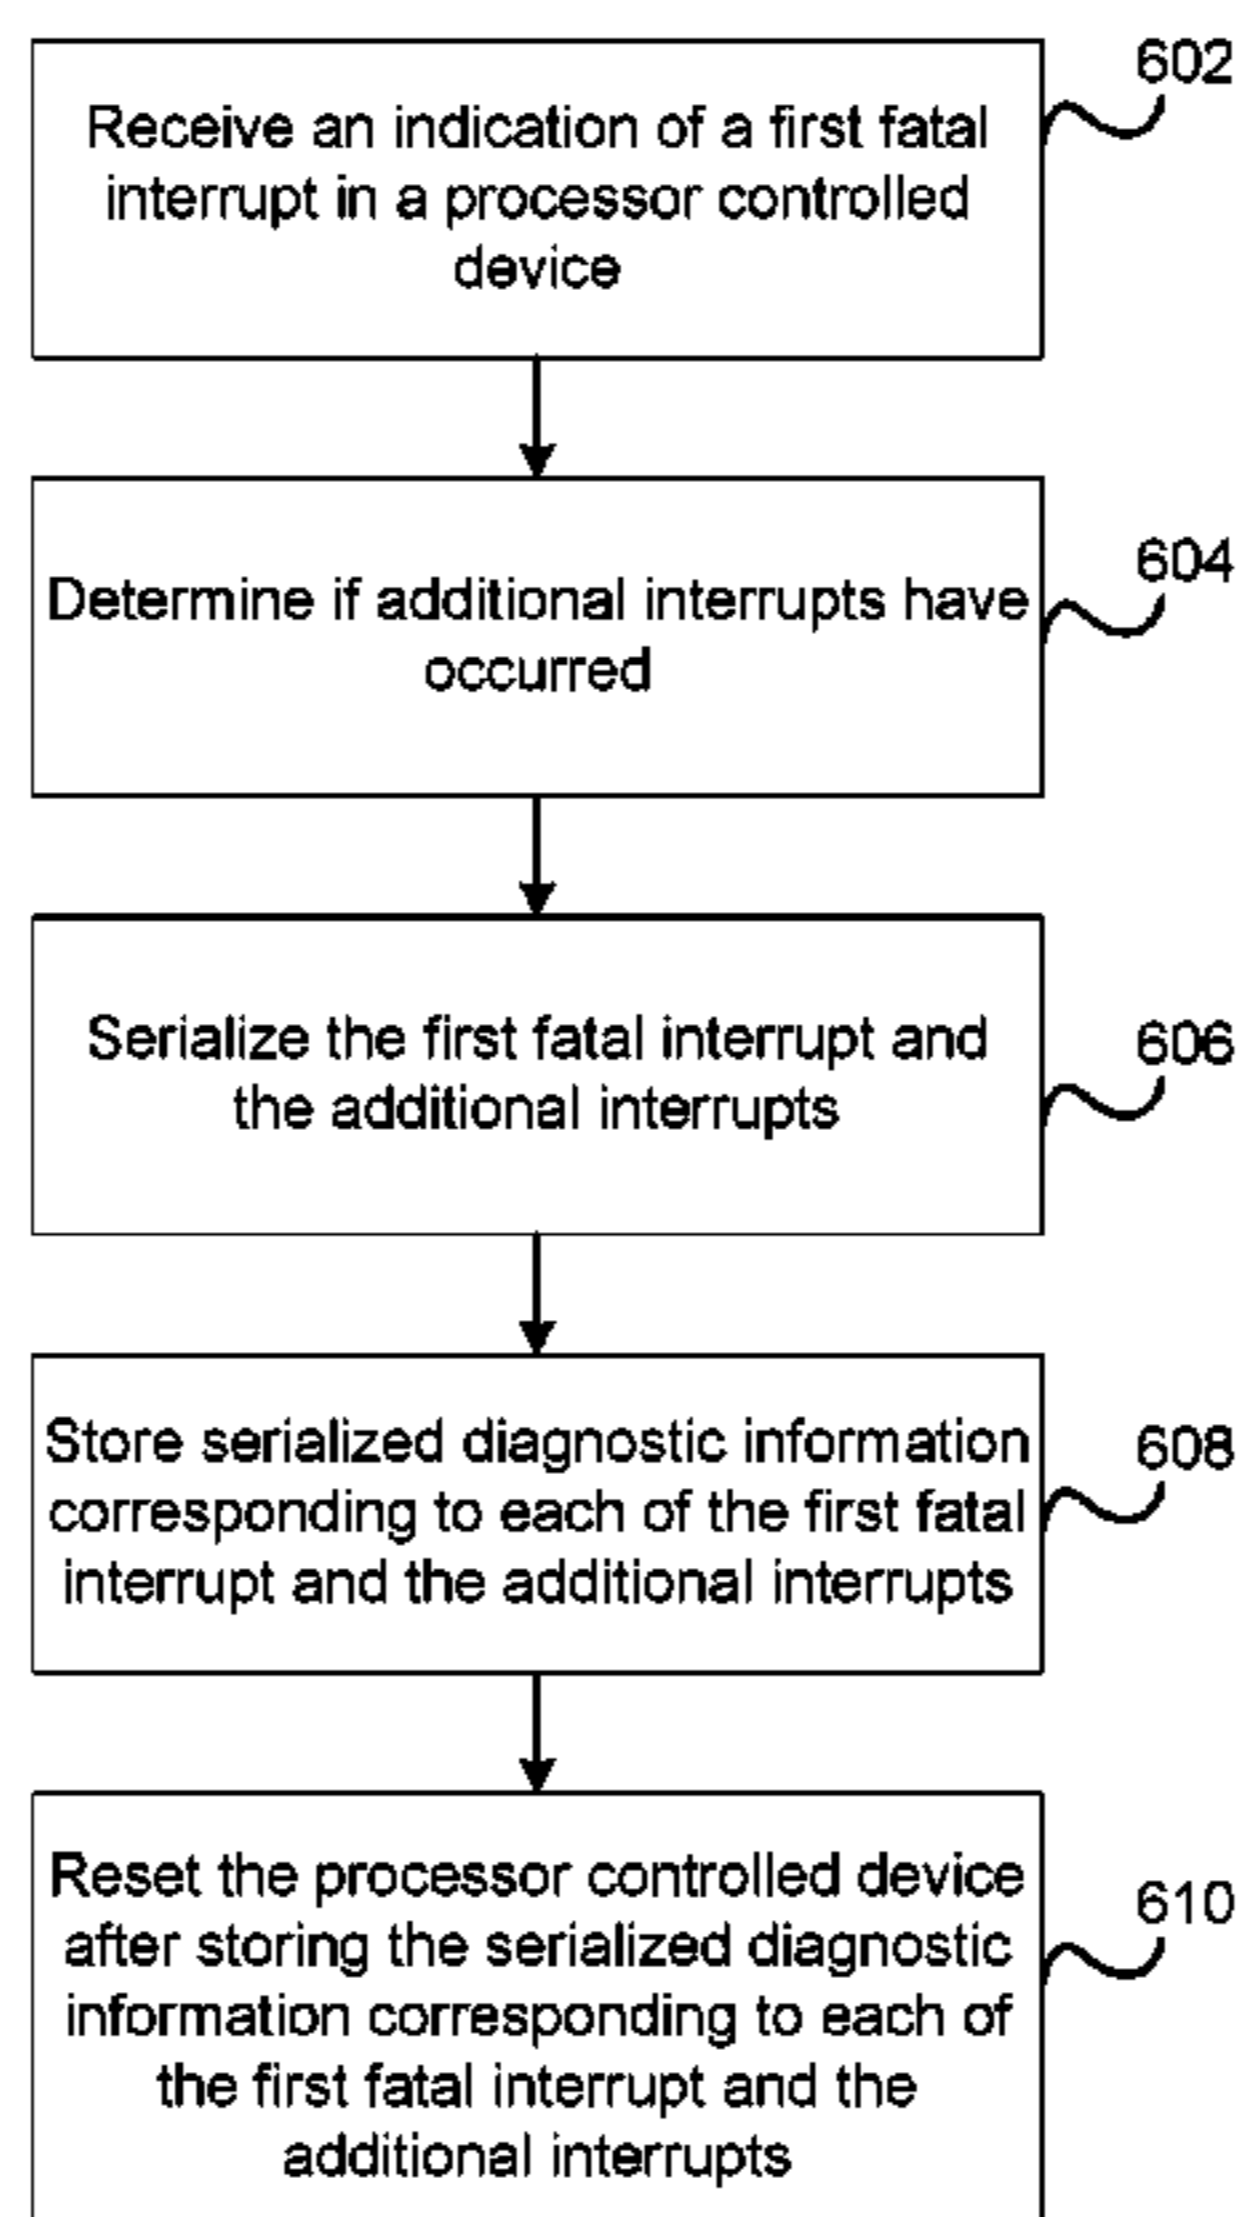 602
Receive an indication of a first fatal
interrupt in a processor controlled
device
604
Determine if additional interrupts have
occurred
606
Serialize the first fatal interrupt and
the additional interrupts
608
Store serialized diagnostic information
corresponding to each of the first fatal
interrupt and the additional interrupts
610
Reset the processor controlled device
after storing the serialized diagnostic
information corresponding to each of
the first fatal interrupt and the
additional interrupts